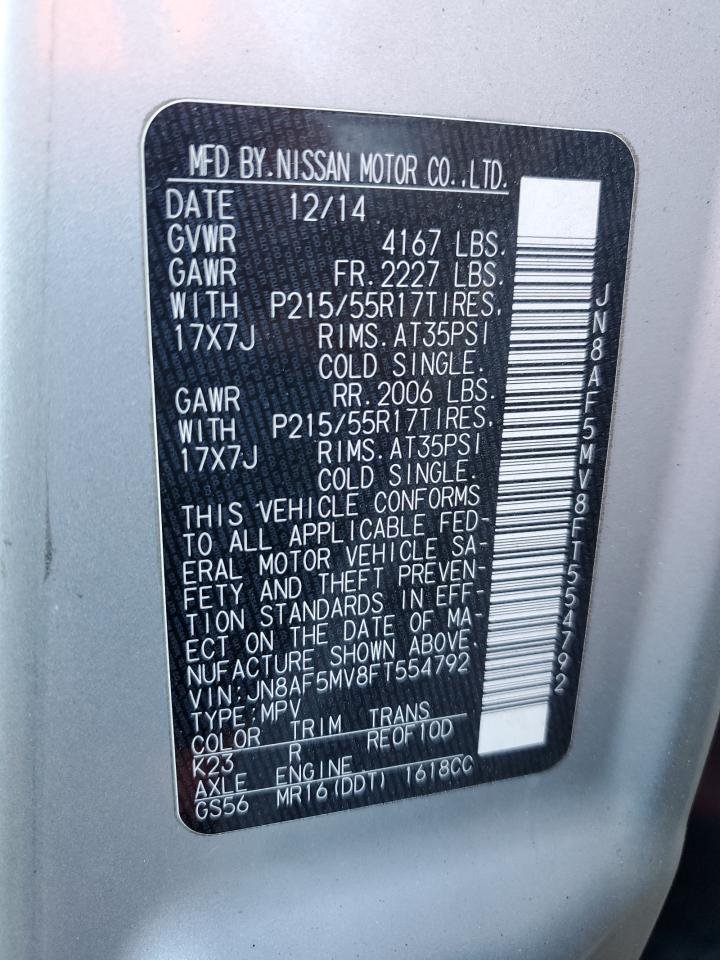 MFD BY.NISSAN MOTOR CO.,LTD.
DATE 12/14
GVWR 4167 LBS.
GAWR FR.2227 LBS.
WITH P215/55R17TIRES,
17X7J RIMS.AT35PSI
COLD SINGLE.
GAWR RR.2006 LBS.
WITH P215/55R17TIRES,
17X7J RIMS.AT35PSI
COLD SINGLE.
THIS VEHICLE CONFORMS
TO ALL APPLICABLE FED-
ERAL MOTOR VEHICLE SA-
FETY AND THEFT PREVEN-
TION STANDARDS IN EFF-
ECT ON THE DATE OF MA-
NUFACTURE SHOWN ABOVE.
VIN:JN8AF5MV8FT554792
TYPE:MPV
COLOR TRIM TRANS
K23 R RE0F10D
AXLE ENGINE
GS56 MR16(DDT) 1618CC
JN8AF5MV8FT554792